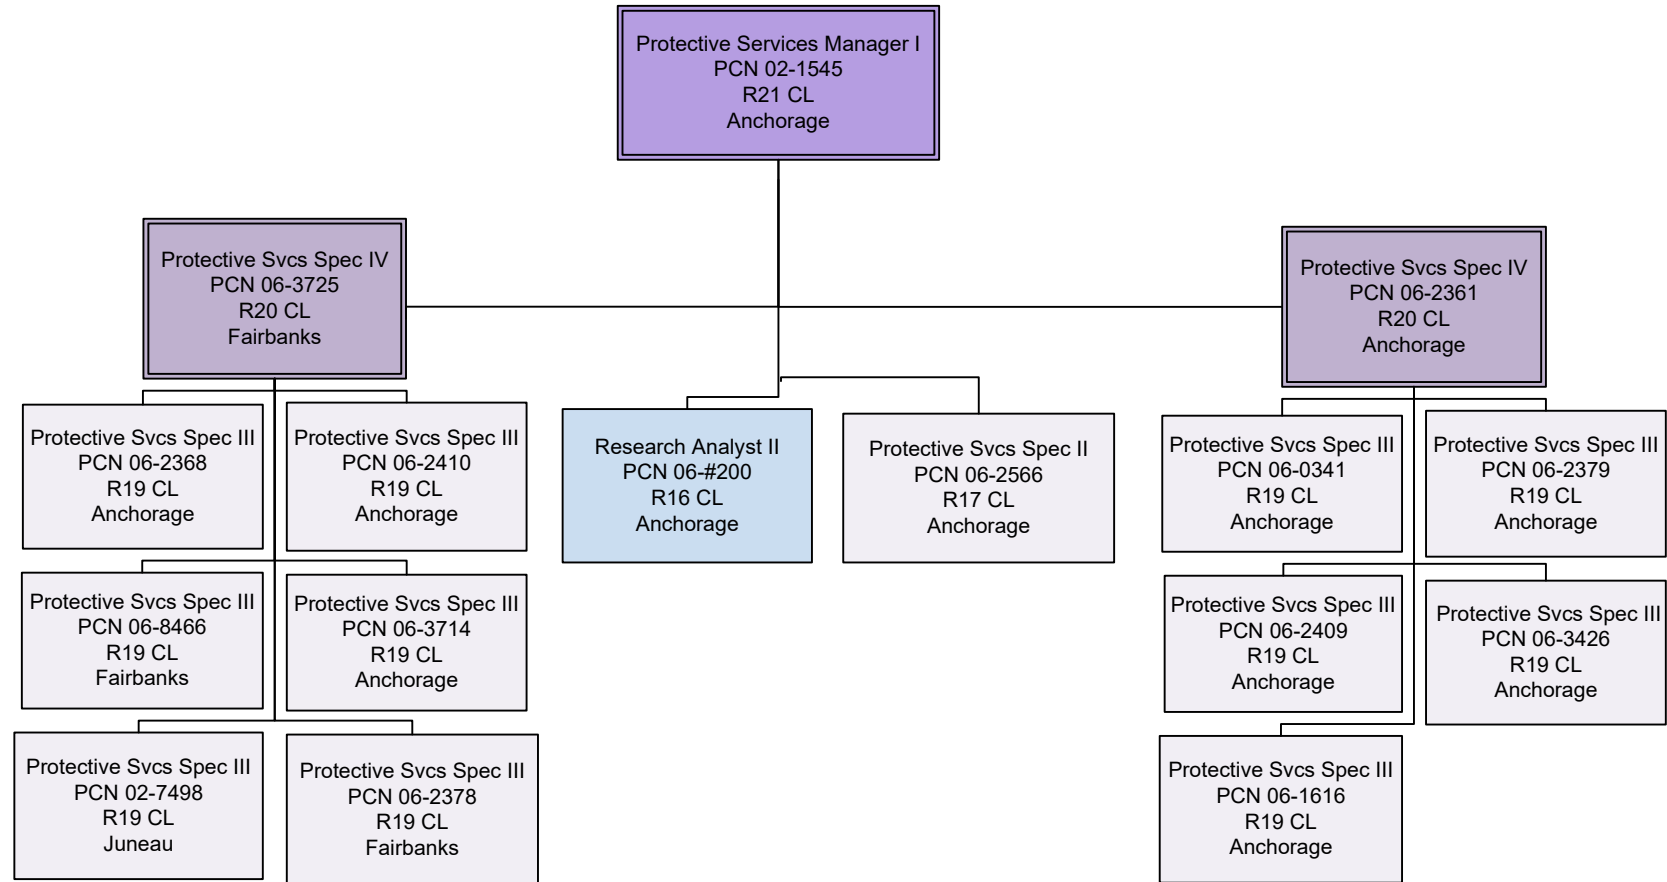 Protective Services Manager I
PCN 02-1545
R21 CL
Anchorage
Protective Svcs Spec IV
PCN 06-3725
R20 CL
Fairbanks
Protective Svcs Spec IV
PCN 06-2361
R20 CL
Anchorage
Protective Svcs Spec III
PCN 06-2368
R19 CL
Anchorage
Protective Svcs Spec III
PCN 06-2410
R19 CL
Anchorage
Research Analyst II
PCN 06-#200
R16 CL
Anchorage
Protective Svcs Spec II
PCN 06-2566
R17 CL
Anchorage
Protective Svcs Spec III
PCN 06-0341
R19 CL
Anchorage
Protective Svcs Spec III
PCN 06-2379
R19 CL
Anchorage
Protective Svcs Spec III
PCN 06-8466
R19 CL
Fairbanks
Protective Svcs Spec III
PCN 06-3714
R19 CL
Anchorage
Protective Svcs Spec III
PCN 06-2409
R19 CL
Anchorage
Protective Svcs Spec III
PCN 06-3426
R19 CL
Anchorage
Protective Svcs Spec III
PCN 02-7498
R19 CL
Juneau
Protective Svcs Spec III
PCN 06-2378
R19 CL
Fairbanks
Protective Svcs Spec III
PCN 06-1616
R19 CL
Anchorage